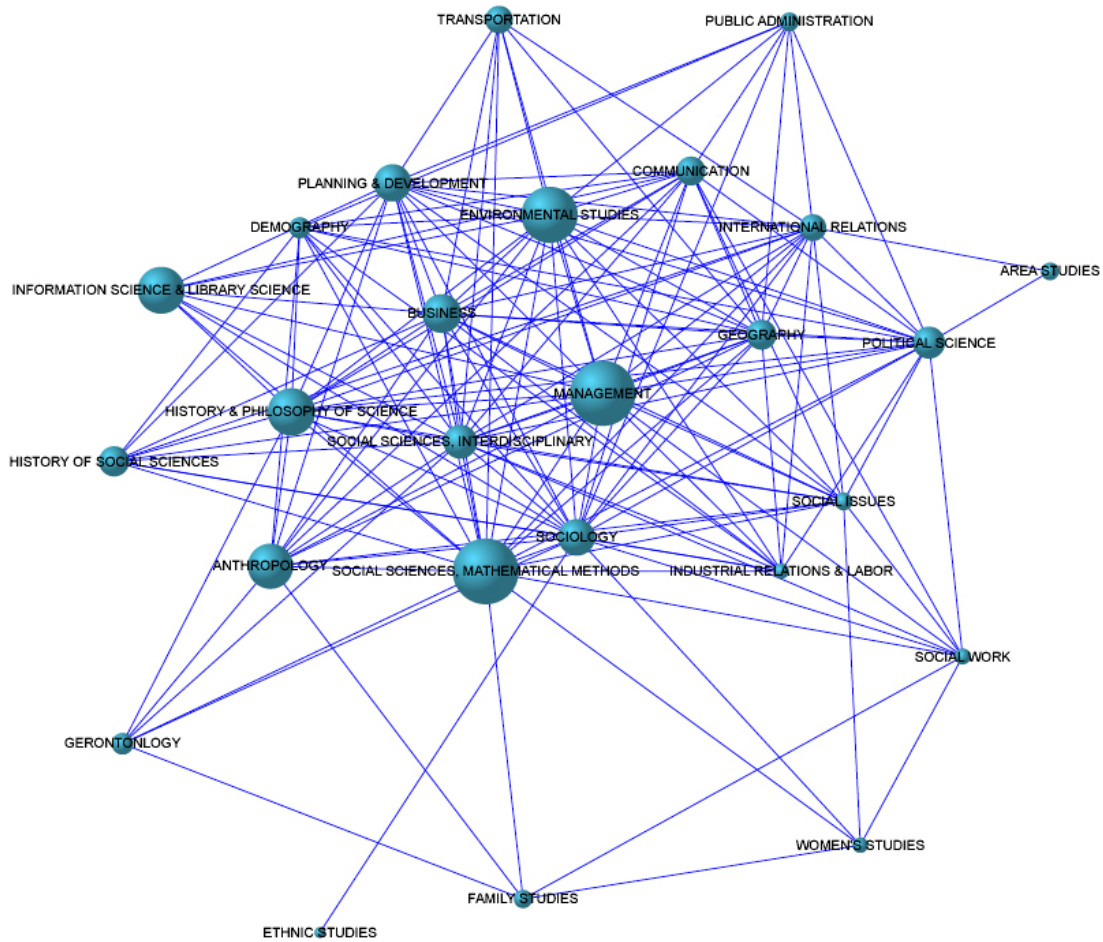 TRANSPORTATION
PUBLIC ADMINISTRATION
COMMUNICATION
PLANNING & DEVELOPMENT
ENVIRONMENTAL STUDIES
DEMOGRAPHY
INTERNATIONAL RELATIONS
AREA STUDIES
INFORMATION SCIENCE & LIBRARY SCIENCE
BUSINESS
GEOGRAPHY
POLITICAL SCIENCE
MANAGEMENT
HISTORY & PHILOSOPHY OF SCIENCE
SOCIAL SCIENCES, INTERDISCIPLINARY
HISTORY OF SOCIAL SCIENCES
SOCIAL ISSUES
SOCIOLOGY
ANTHROPOLOGY
SOCIAL SCIENCES, MATHEMATICAL METHODS
INDUSTRIAL RELATIONS & LABOR
SOCIAL WORK
GERONTONLOGY
WOMEN'S STUDIES
FAMILY STUDIES
ETHNIC STUDIES